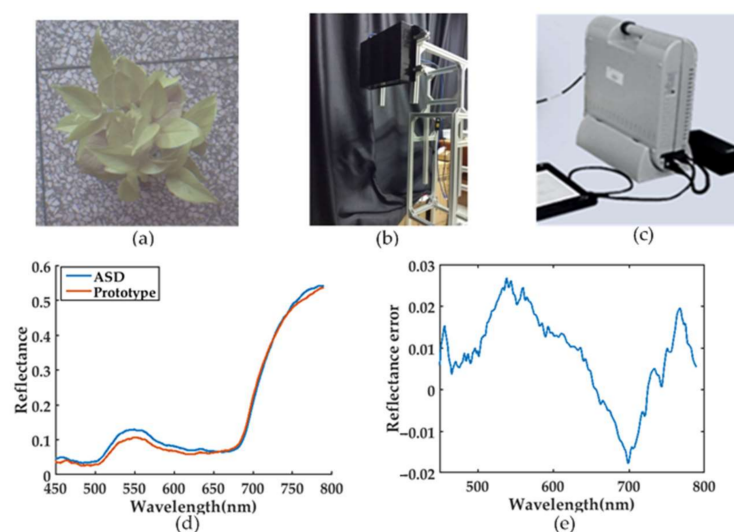 (a)
(b)
(c)
0.6
0.5
0.4
0.3
0.2
0.1
0.0
Reflectance
ASD
Prototype
450 500 550 600 650 700 750 800
Wavelength(nm)
(d)
0.03
0.02
0.01
0
−0.01
−0.02
Reflectance error
500 600 700 800
Wavelength(nm)
(e)